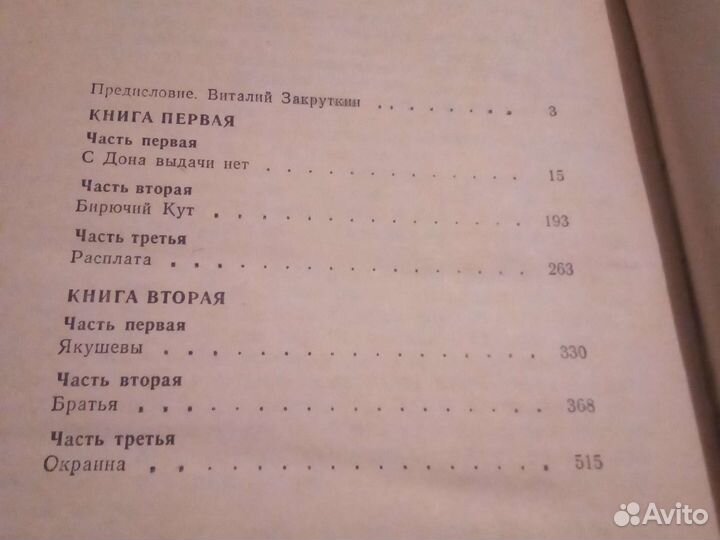 Предисловие. Виталий Закруткин . . . . . . . . 3
КНИГА ПЕРВАЯ
Часть первая
С Дона выдачи нет . . . . . . . . . . . . . 15
Часть вторая
Бирючий Кут . . . . . . . . . . . . . . . 193
Часть третья
Расплата . . . . . . . . . . . . . . . . . 263
КНИГА ВТОРАЯ
Часть первая
Якушевы . . . . . . . . . . . . . . . . . 330
Часть вторая
Братья . . . . . . . . . . . . . . . . . . 368
Часть третья
Окраина . . . . . . . . . . . . . . . . . 515
Avito